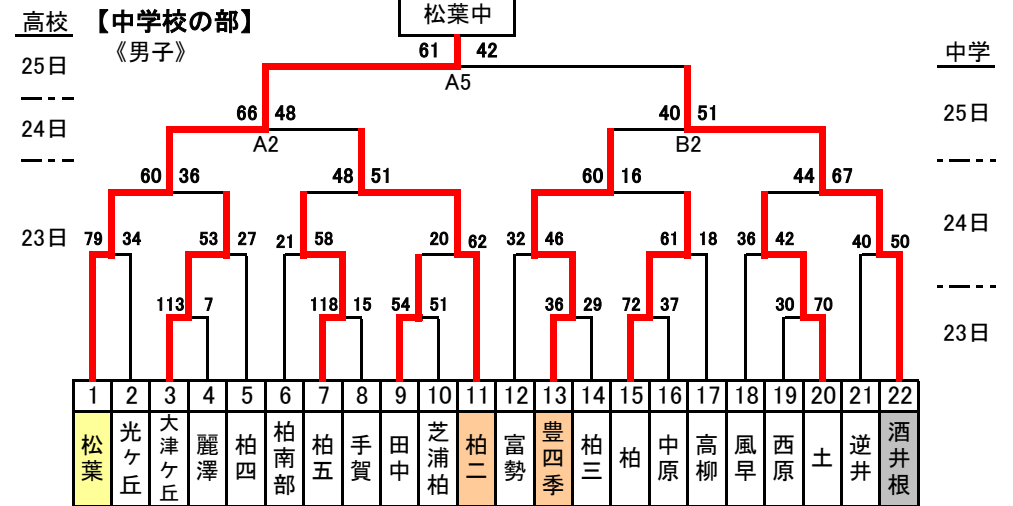 松葉中
高校
【中学校の部】
《男子》
61 42
A5
中学
25日
25日
66 48
40 51
24日
A2
B2
60 36
48 51
60 16
44 67
24日
23日
79 34
53 27
21 58
20 62
32 46
61 18
36 42
40 50
113 7
118 15
54 51
36 29
72 37
30 70
23日
1 2 3 4 5 6 7 8 9 10 11 12 13 14 15 16 17 18 19 20 21 22
松葉
光ヶ丘
大津ケ丘
麗澤
柏四
柏南部
柏五
手賀
田中
芝浦柏
柏二
富勢
豊四季
柏三
柏
中原
高柳
風早
西原
土
逆井
酒井根